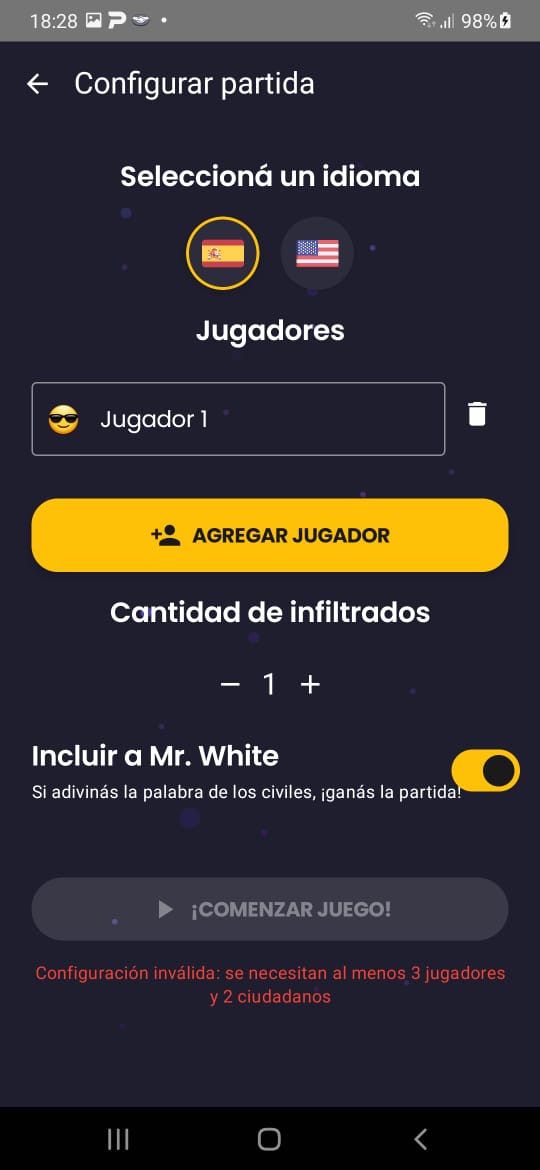 18:28 98%
Configurar partida
Seleccioná un idioma
Jugadores
Jugador 1
AGREGAR JUGADOR
Cantidad de infiltrados
− 1 +
Incluir a Mr. White
Si adivinás la palabra de los civiles, ¡ganás la partida!
¡COMENZAR JUEGO!
Configuración inválida: se necesitan al menos 3 jugadores
y 2 ciudadanos